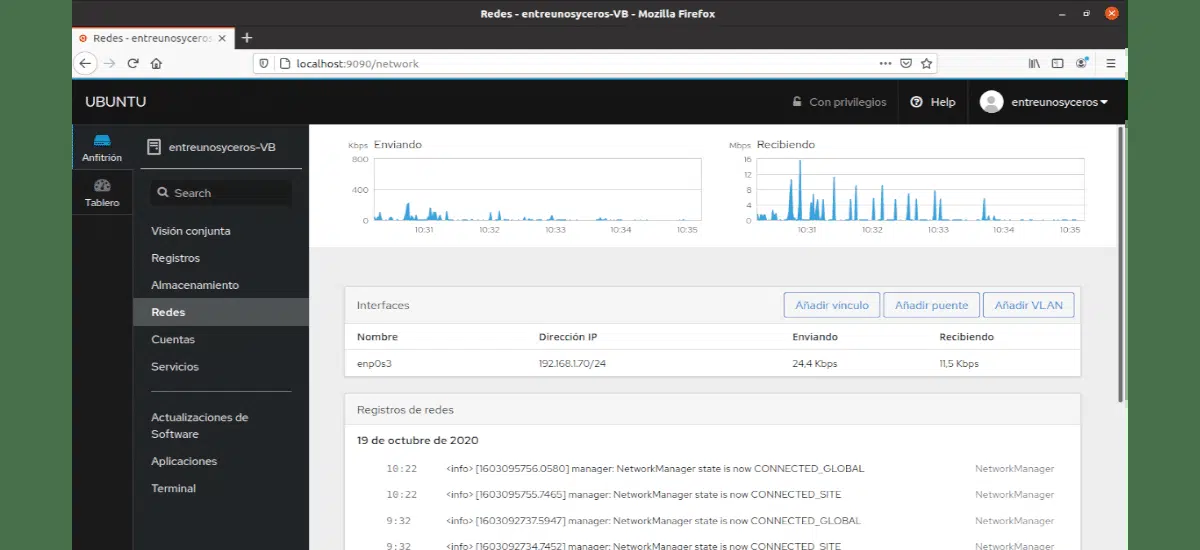 Redes - entreunosyceros-VB - Mozilla Firefox
Redes - entreunosyceros
localhost:9090/network
UBUNTU
Con privilegios
Help
entreunosyceros
Anfitrión
Tablero
entreunosyceros-VB
Search
Visión conjunta
Registros
Almacenamiento
Redes
Cuentas
Servicios
Actualizaciones de
Software
Aplicaciones
Terminal
Kbps Enviando
800
400
0
10:31 10:32 10:33 10:34 10:35
Mbps Recibiendo
16
12
8
4
0
10:31 10:32 10:33 10:34 10:35
Interfaces
Añadir vínculo
Añadir puente
Añadir VLAN
Nombre Dirección IP Enviando Recibiendo
enp0s3 192.168.1.70/24 24,4 Kbps 11,5 Kbps
Registros de redes
19 de octubre de 2020
10:22 <info> [1603095756.0580] manager: NetworkManager state is now CONNECTED_GLOBAL NetworkManager
10:22 <info> [1603095755.7465] manager: NetworkManager state is now CONNECTED_SITE NetworkManager
9:32 <info> [1603092737.5947] manager: NetworkManager state is now CONNECTED_GLOBAL NetworkManager
9:32 <info> [1603092734.7452] manager: NetworkManager state is now CONNECTED_SITE NetworkManager